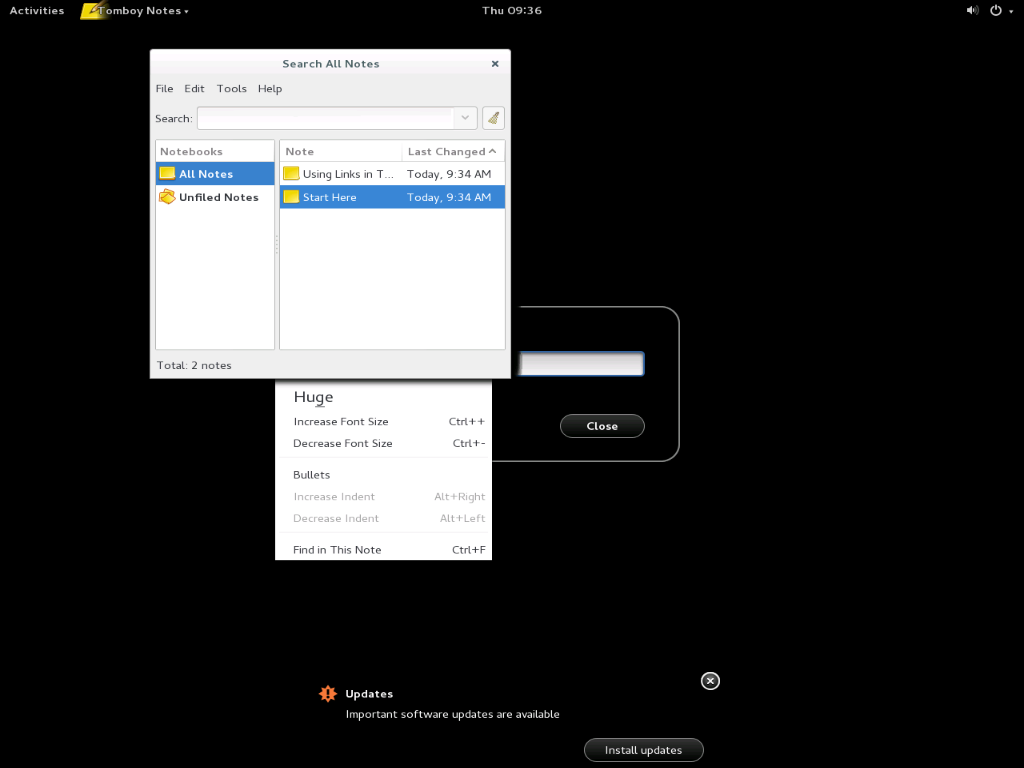 Activities Tomboy Notes Thu 09:36
Search All Notes
File Edit Tools Help
Search:
Notebooks Note Last Changed
All Notes Using Links in T... Today, 9:34 AM
Unfiled Notes Start Here Today, 9:34 AM
Total: 2 notes
Huge
Increase Font Size Ctrl++
Decrease Font Size Ctrl+-
Close
Bullets
Increase Indent Alt+Right
Decrease Indent Alt+Left
Find in This Note Ctrl+F
Updates
Important software updates are available
Install updates